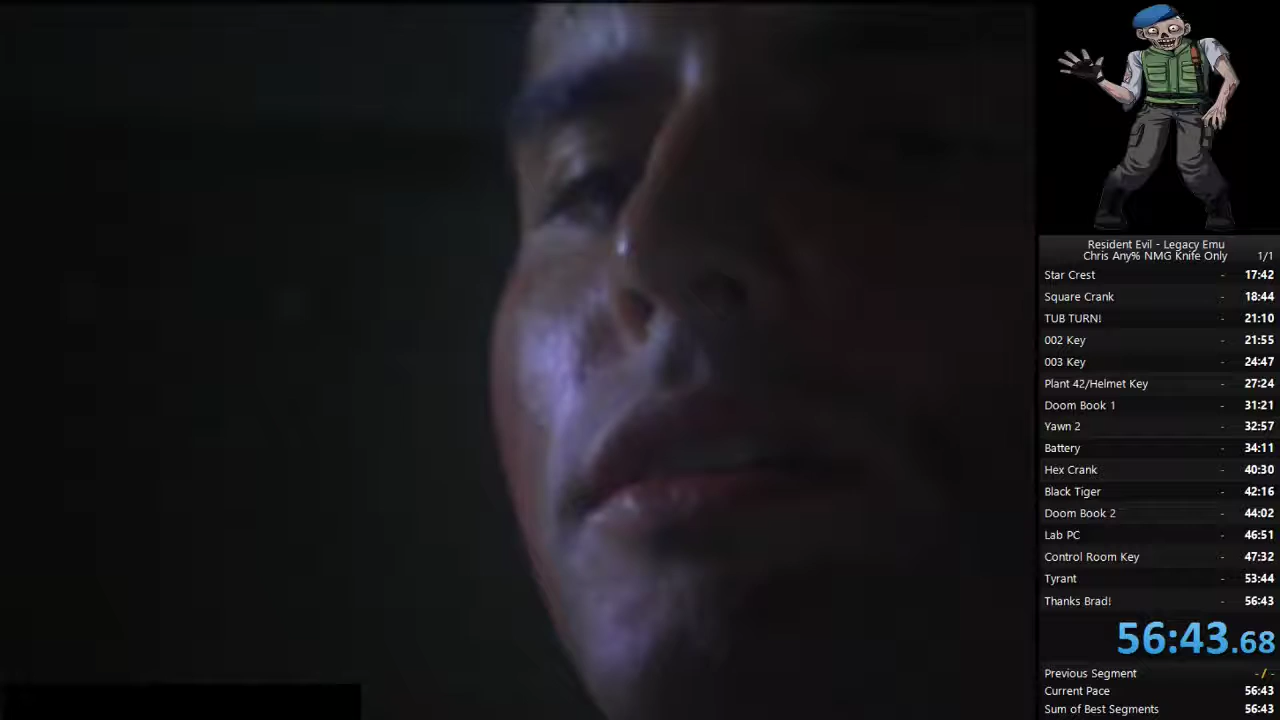 Resident Evil - Legacy Emu
Chris Any% NMG Knife Only 1/1
Star Crest - 17:42
Square Crank - 18:44
TUB TURN! - 21:10
002 Key - 21:55
003 Key - 24:47
Plant 42/Helmet Key - 27:24
Doom Book 1 - 31:21
Yawn 2 - 32:57
Battery - 34:11
Hex Crank - 40:30
Black Tiger - 42:16
Doom Book 2 - 44:02
Lab PC - 46:51
Control Room Key - 47:32
Tyrant - 53:44
Thanks Brad! - 56:43
56:43.68
Previous Segment - / -
Current Pace 56:43
Sum of Best Segments 56:43